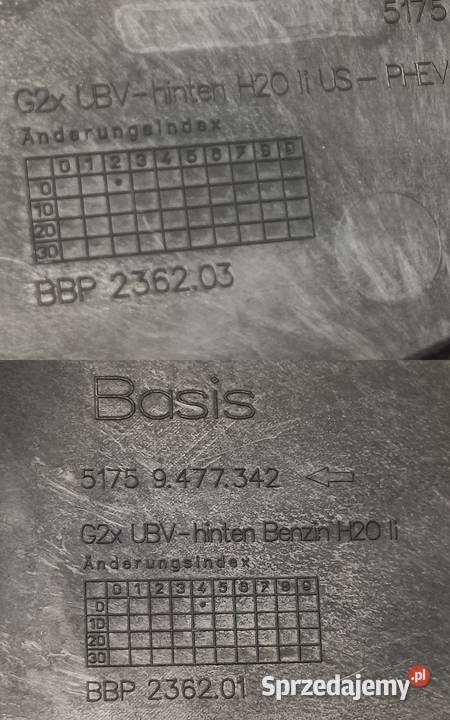 5175
G2x UBV-hinten H2O li US - PHEV
Änderungsindex
0 1 2 3 4 5 6 7 8 9
0
10
20
30
BBP 2362.03
Basis
5175 9.477.342
G2x UBV-hinten Benzin H2O li
Änderungsindex
0 1 2 3 4 5 6 7 8 9
0
10
20
30
BBP 2362.01
Sprzedajemy.pl